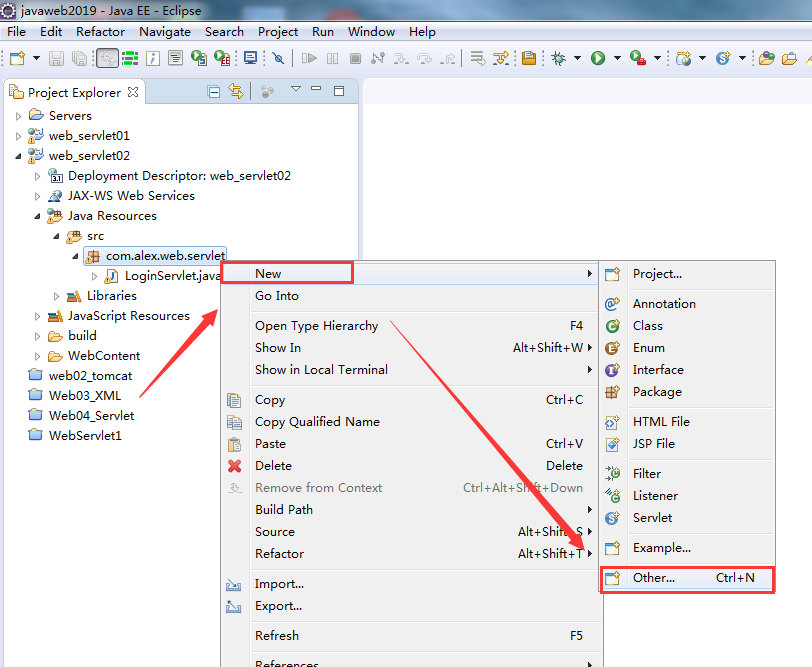 javaweb2019 - Java EE - Eclipse
File Edit Refactor Navigate Search Project Run Window Help
Project Explorer
Servers
web_servlet01
web_servlet02
Deployment Descriptor: web_servlet02
JAX-WS Web Services
Java Resources
src
com.alex.web.servlet
LoginServlet.java
Libraries
JavaScript Resources
build
WebContent
web02_tomcat
Web03_XML
Web04_Servlet
WebServlet1
New
Go Into
Open Type Hierarchy F4
Show In Alt+Shift+W
Show in Local Terminal
Copy Ctrl+C
Copy Qualified Name
Paste Ctrl+V
Delete Delete
Remove from Context Ctrl+Alt+Shift+Down
Build Path
Source Alt+Shift+S
Refactor Alt+Shift+T
Import...
Export...
Refresh F5
References
Project...
Annotation
Class
Enum
Interface
Package
HTML File
JSP File
Filter
Listener
Servlet
Example...
Other... Ctrl+N